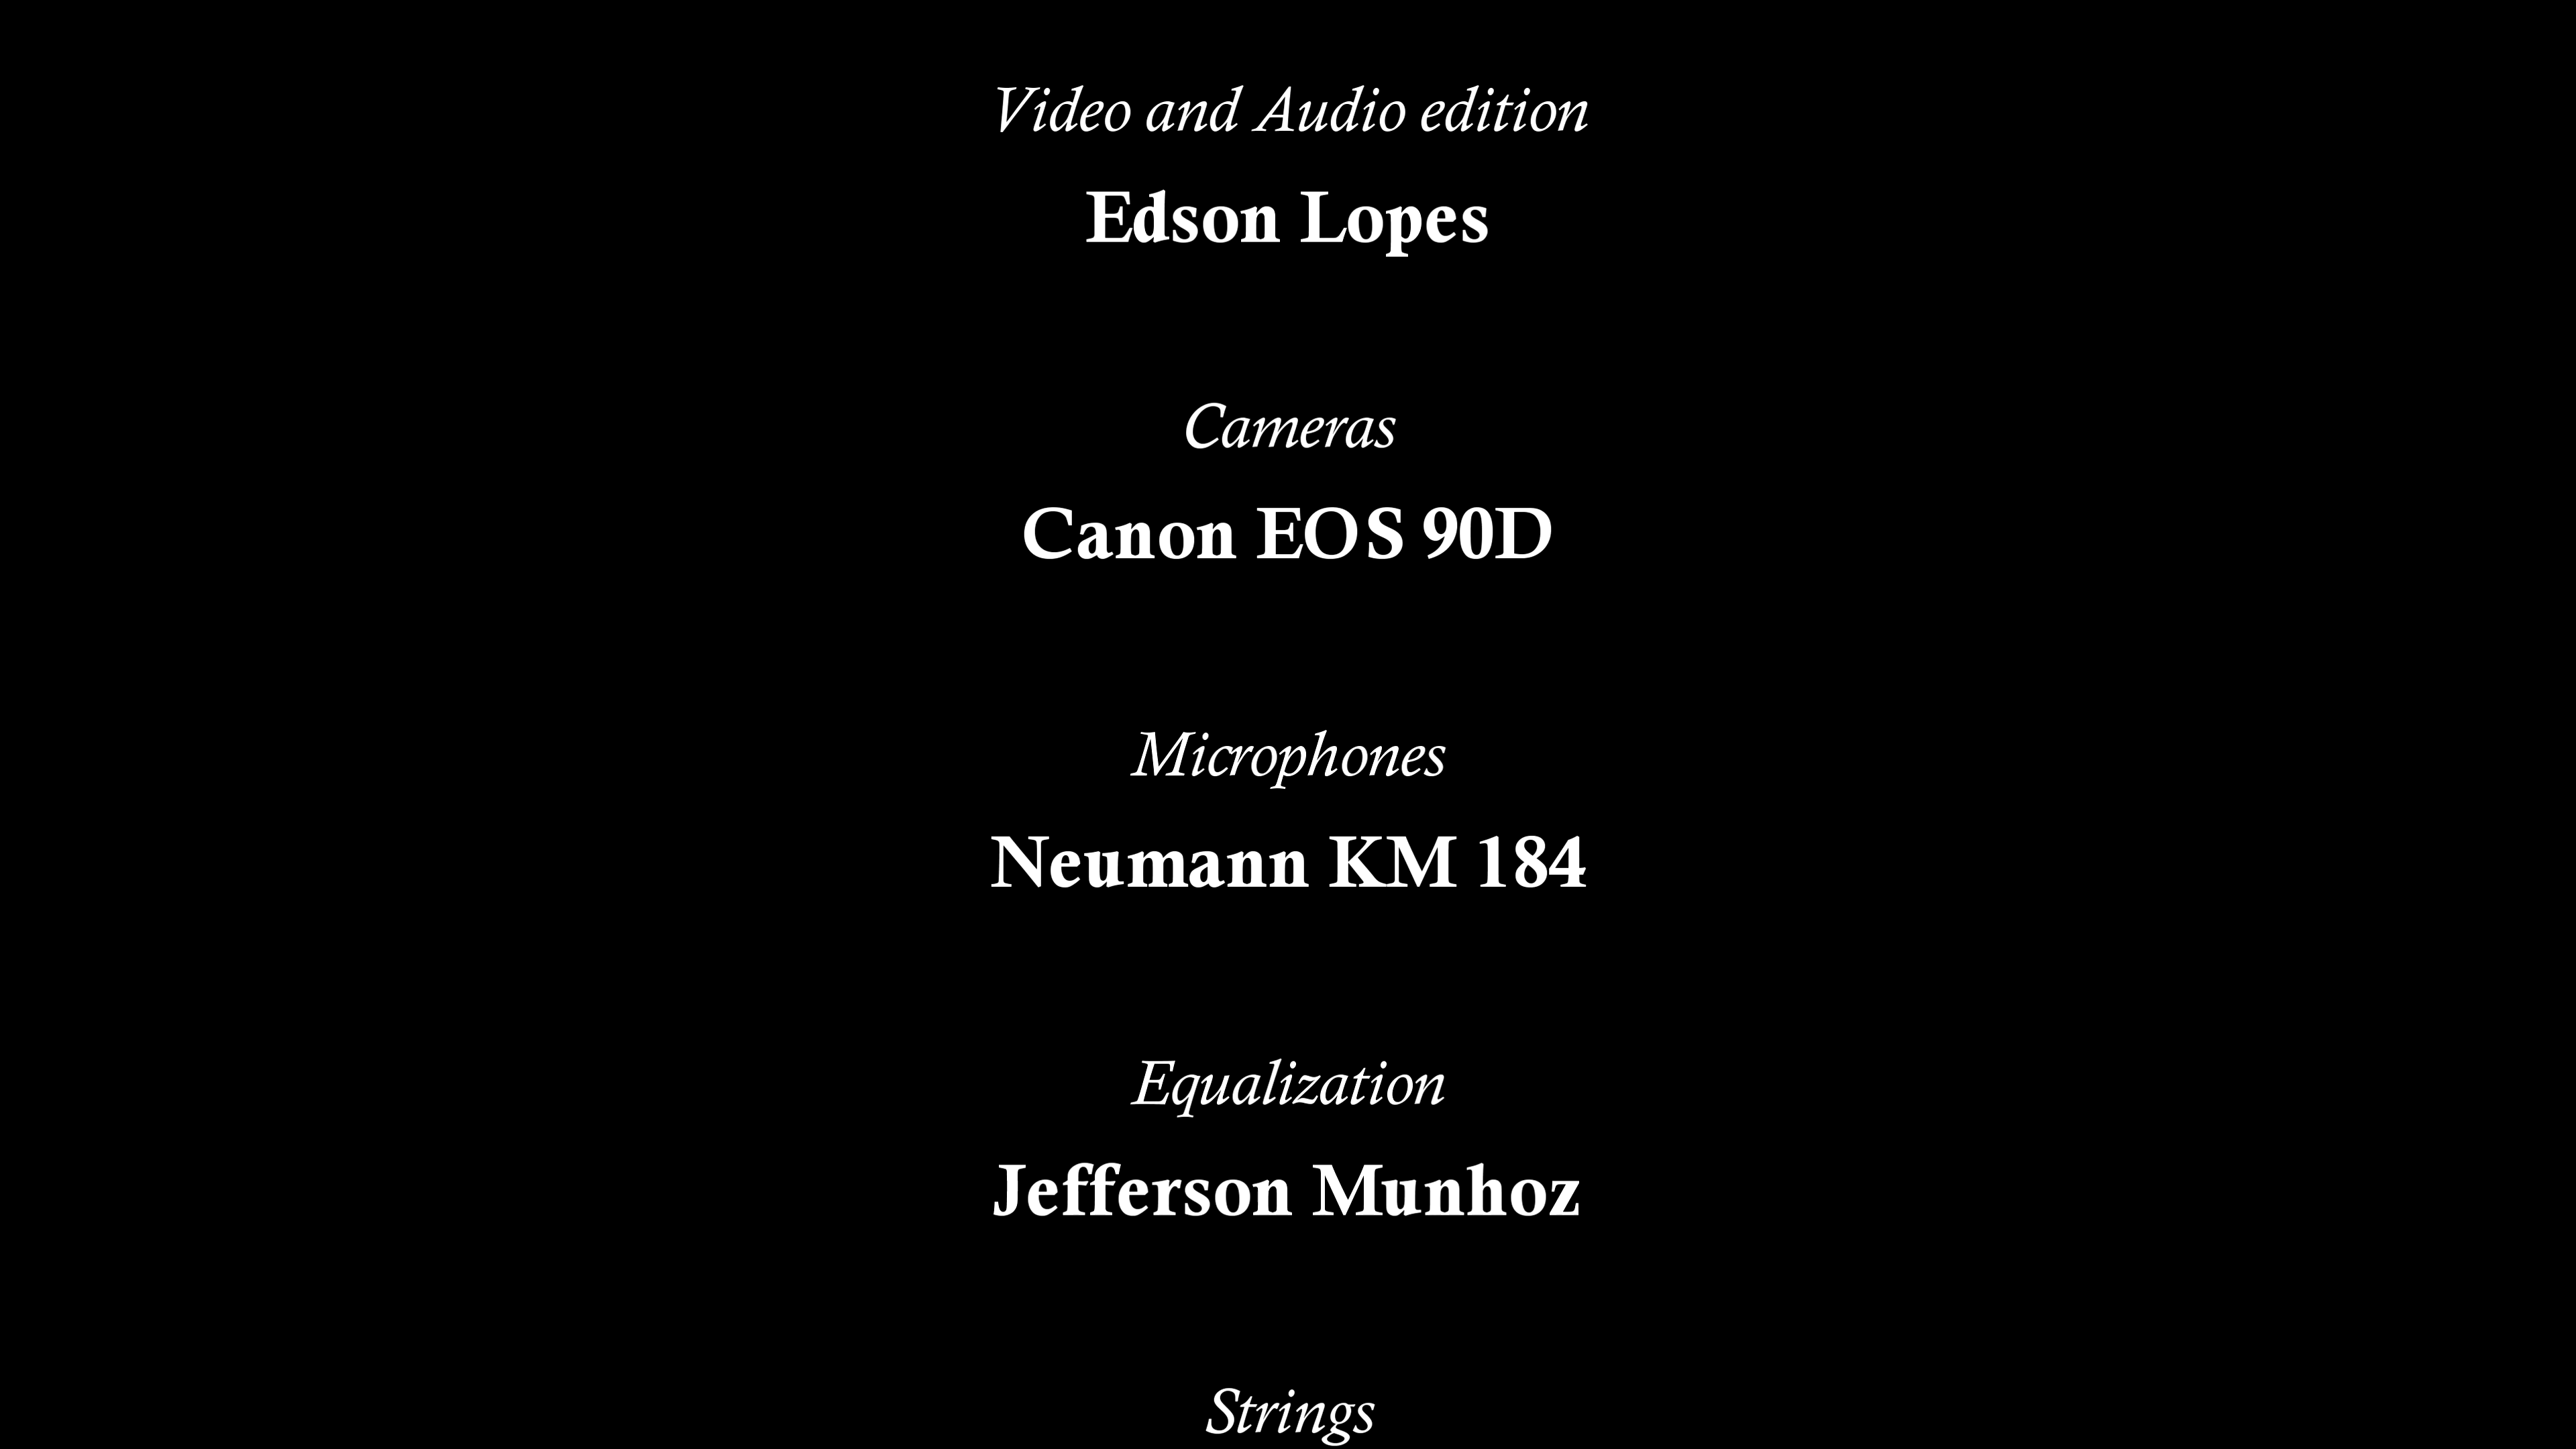 Video and Audio edition
Edson Lopes
Cameras
Canon EOS 90D
Microphones
Neumann KM 184
Equalization
Jefferson Munhoz
Strings